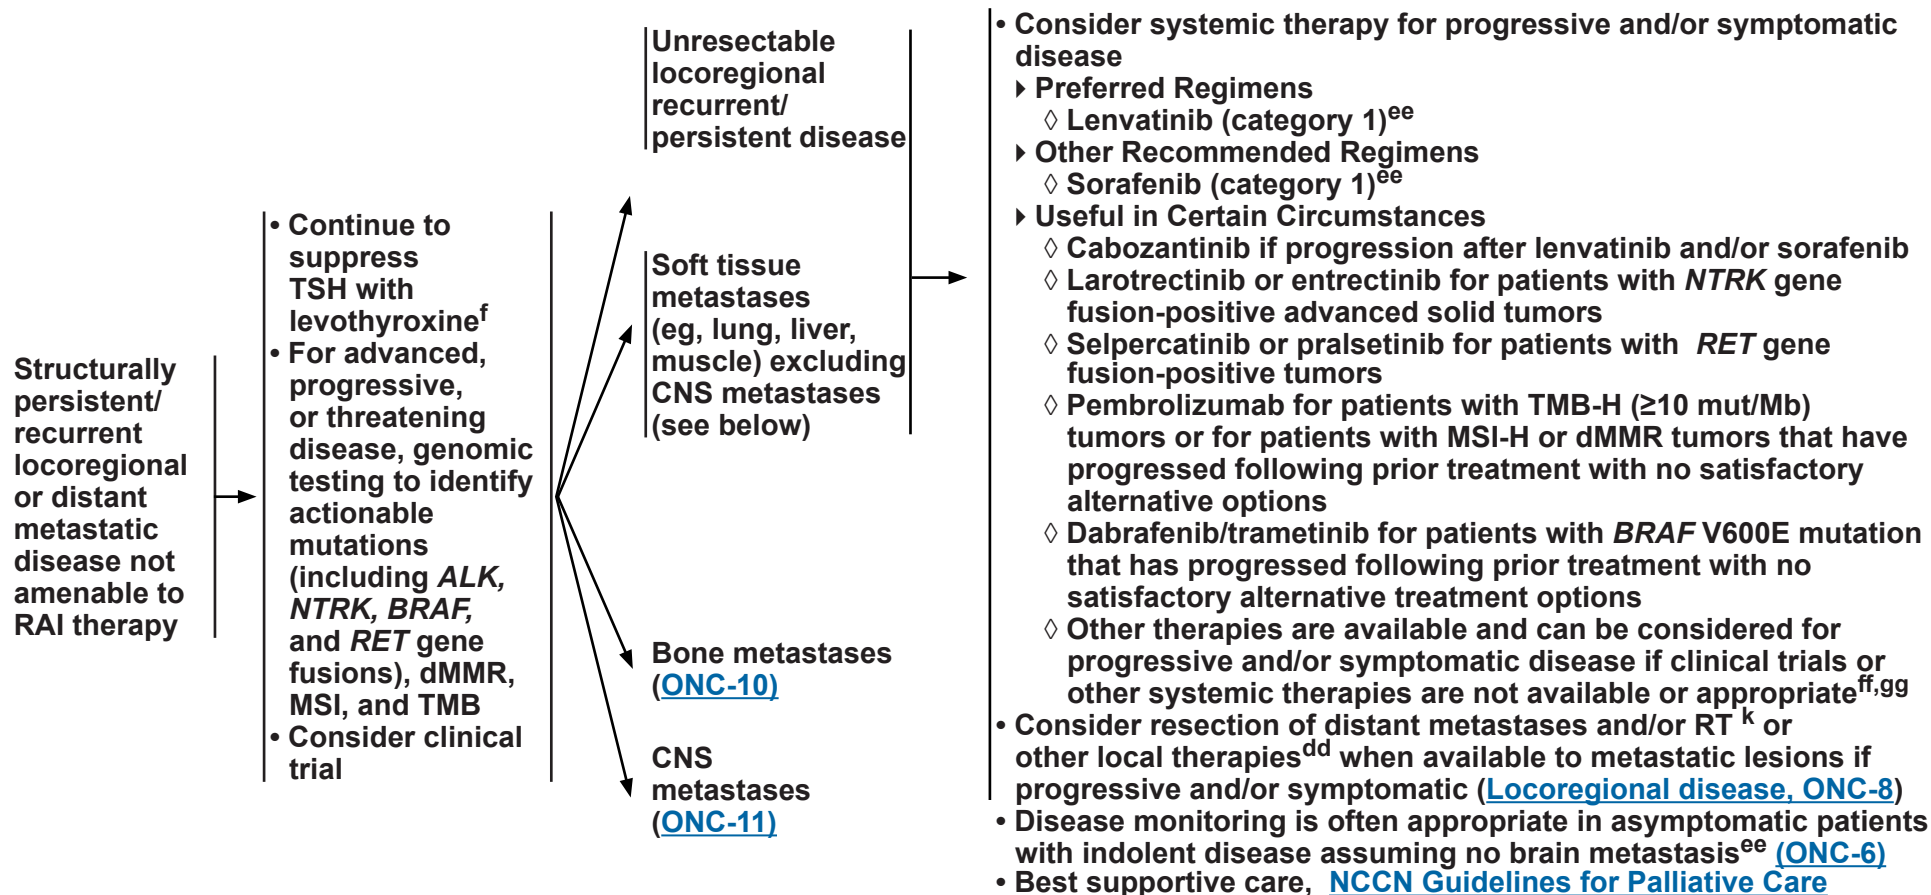 Structurally
persistent/
recurrent
locoregional
or distant
metastatic
disease not
amenable to
RAI therapy
• Continue to
suppress
TSH with
levothyroxine^f
• For advanced,
progressive,
or threatening
disease, genomic
testing to identify
actionable
mutations
(including ALK,
NTRK, BRAF,
and RET gene
fusions), dMMR,
MSI, and TMB
• Consider clinical
trial
Unresectable
locoregional
recurrent/
persistent disease
Soft tissue
metastases
(eg, lung, liver,
muscle) excluding
CNS metastases
(see below)
Bone metastases
(ONC-10)
CNS
metastases
(ONC-11)
• Consider systemic therapy for progressive and/or symptomatic
disease
▸ Preferred Regimens
◊ Lenvatinib (category 1)^ee
▸ Other Recommended Regimens
◊ Sorafenib (category 1)^ee
▸ Useful in Certain Circumstances
◊ Cabozantinib if progression after lenvatinib and/or sorafenib
◊ Larotrectinib or entrectinib for patients with NTRK gene
fusion-positive advanced solid tumors
◊ Selpercatinib or pralsetinib for patients with RET gene
fusion-positive tumors
◊ Pembrolizumab for patients with TMB-H (≥10 mut/Mb)
tumors or for patients with MSI-H or dMMR tumors that have
progressed following prior treatment with no satisfactory
alternative options
◊ Dabrafenib/trametinib for patients with BRAF V600E mutation
that has progressed following prior treatment with no
satisfactory alternative treatment options
◊ Other therapies are available and can be considered for
progressive and/or symptomatic disease if clinical trials or
other systemic therapies are not available or appropriate^ff,gg
• Consider resection of distant metastases and/or RT ^k or
other local therapies^dd when available to metastatic lesions if
progressive and/or symptomatic (Locoregional disease, ONC-8)
• Disease monitoring is often appropriate in asymptomatic patients
with indolent disease assuming no brain metastasis^ee (ONC-6)
• Best supportive care, NCCN Guidelines for Palliative Care